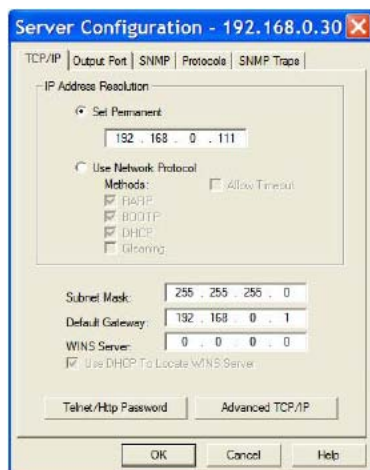 Server Configuration - 192.168.0.30
TCP/IP Output Port SNMP Protocols SNMP Traps
IP Address Resolution
Set Permanent
192 . 168 . 0 . 111
Use Network Protocol
Methods: Allow Timeout
RARP
BOOTP
DHCP
Gleaning
Subnet Mask: 255 . 255 . 255 . 0
Default Gateway: 192 . 168 . 0 . 1
WINS Server: 0 . 0 . 0 . 0
Use DHCP To Locate WINS Server
Telnet/Http Password Advanced TCP/IP
OK Cancel Help